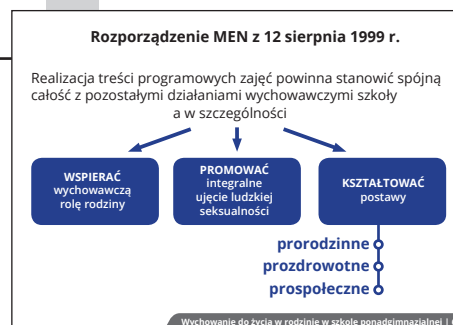 Rozporządzenie MEN z 12 sierpnia 1999 r.
Realizacja treści programowych zajęć powinna stanowić spójną
całość z pozostałymi działaniami wychowawczymi szkoły
a w szczególności
WSPIERAĆ
wychowawczą
rolę rodziny
PROMOWAĆ
integralne
ujęcie ludzkiej
seksualności
KSZTAŁTOWAĆ
postawy
prorodzinne
prozdrowotne
prospołeczne
Wychowanie do życia w rodzinie w szkole ponadgimnazjalnej |